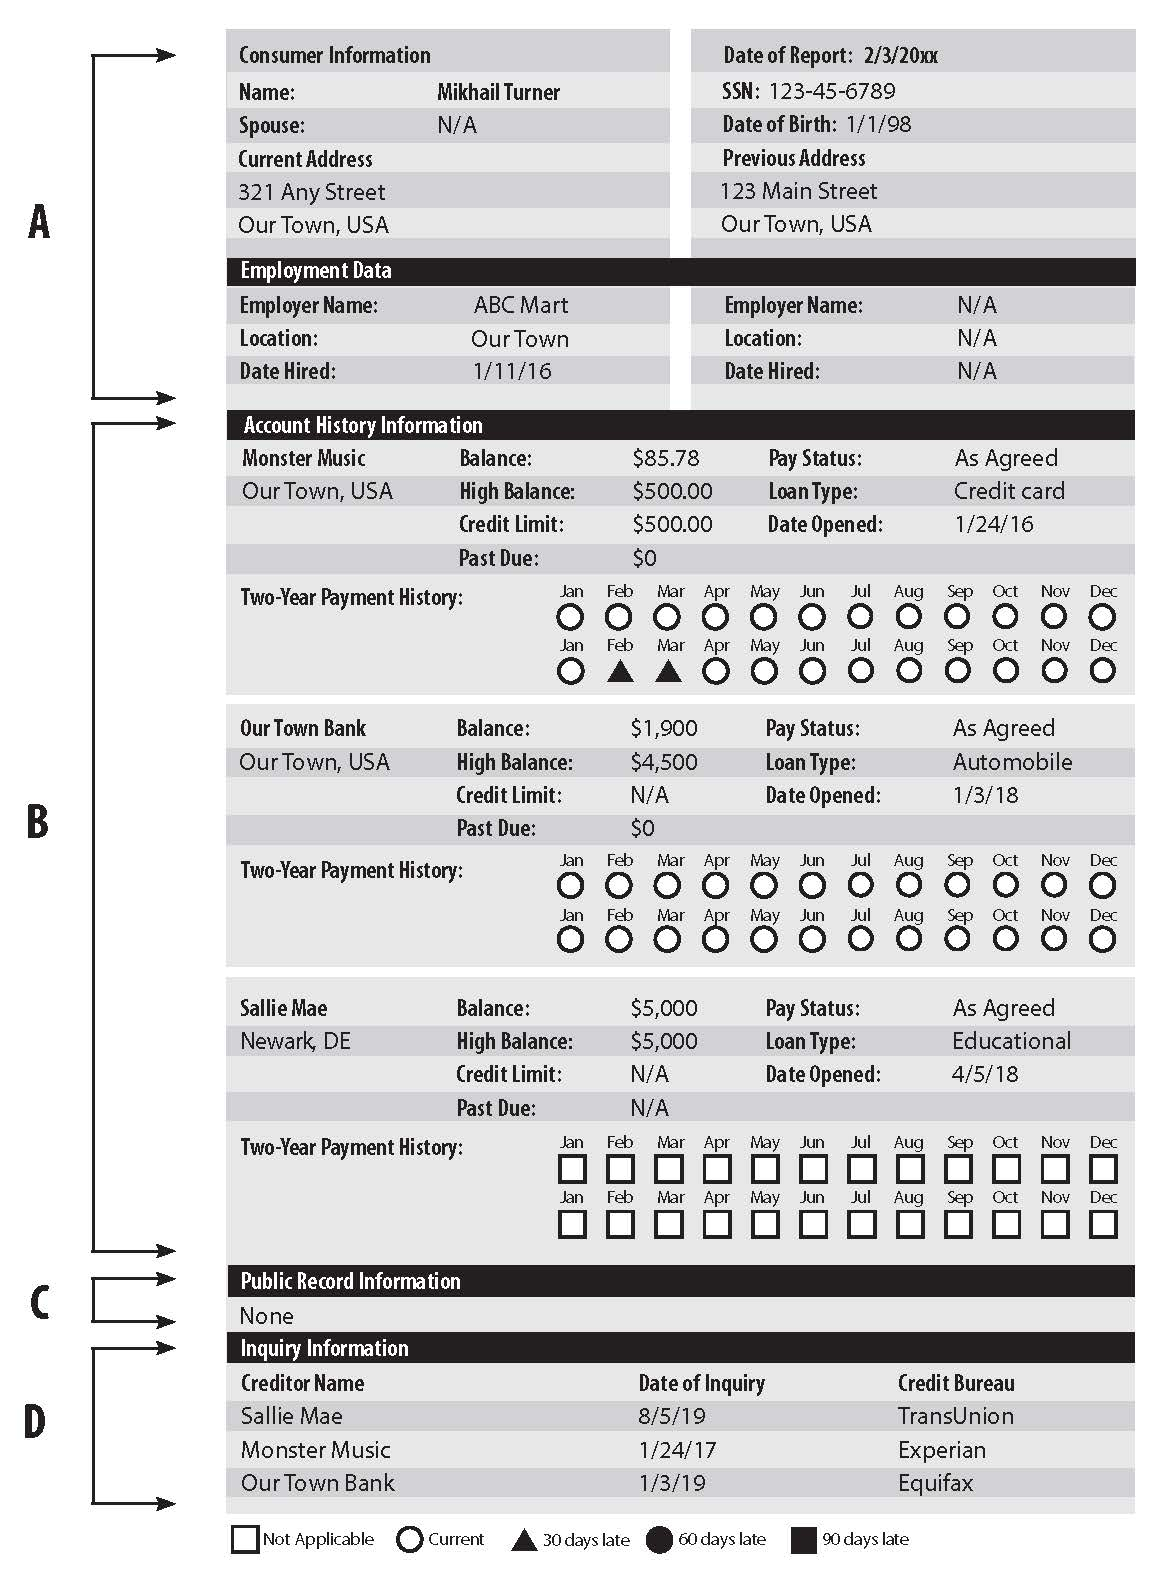 A
Consumer Information
Name: Mikhail Turner
Spouse: N/A
Current Address
321 Any Street
Our Town, USA
Date of Report: 2/3/20xx
SSN: 123-45-6789
Date of Birth: 1/1/98
Previous Address
123 Main Street
Our Town, USA
Employment Data
Employer Name: ABC Mart
Location: Our Town
Date Hired: 1/11/16
Employer Name: N/A
Location: N/A
Date Hired: N/A
B
Account History Information
Monster Music Balance: $85.78 Pay Status: As Agreed
Our Town, USA High Balance: $500.00 Loan Type: Credit card
Credit Limit: $500.00 Date Opened: 1/24/16
Past Due: $0
Two-Year Payment History: Jan Feb Mar Apr May Jun Jul Aug Sep Oct Nov Dec
Jan Feb Mar Apr May Jun Jul Aug Sep Oct Nov Dec
Our Town Bank Balance: $1,900 Pay Status: As Agreed
Our Town, USA High Balance: $4,500 Loan Type: Automobile
Credit Limit: N/A Date Opened: 1/3/18
Past Due: $0
Two-Year Payment History: Jan Feb Mar Apr May Jun Jul Aug Sep Oct Nov Dec
Jan Feb Mar Apr May Jun Jul Aug Sep Oct Nov Dec
Sallie Mae Balance: $5,000 Pay Status: As Agreed
Newark, DE High Balance: $5,000 Loan Type: Educational
Credit Limit: N/A Date Opened: 4/5/18
Past Due: N/A
Two-Year Payment History: Jan Feb Mar Apr May Jun Jul Aug Sep Oct Nov Dec
Jan Feb Mar Apr May Jun Jul Aug Sep Oct Nov Dec
C
Public Record Information
None
D
Inquiry Information
Creditor Name Date of Inquiry Credit Bureau
Sallie Mae 8/5/19 TransUnion
Monster Music 1/24/17 Experian
Our Town Bank 1/3/19 Equifax
Not Applicable Current 30 days late 60 days late 90 days late